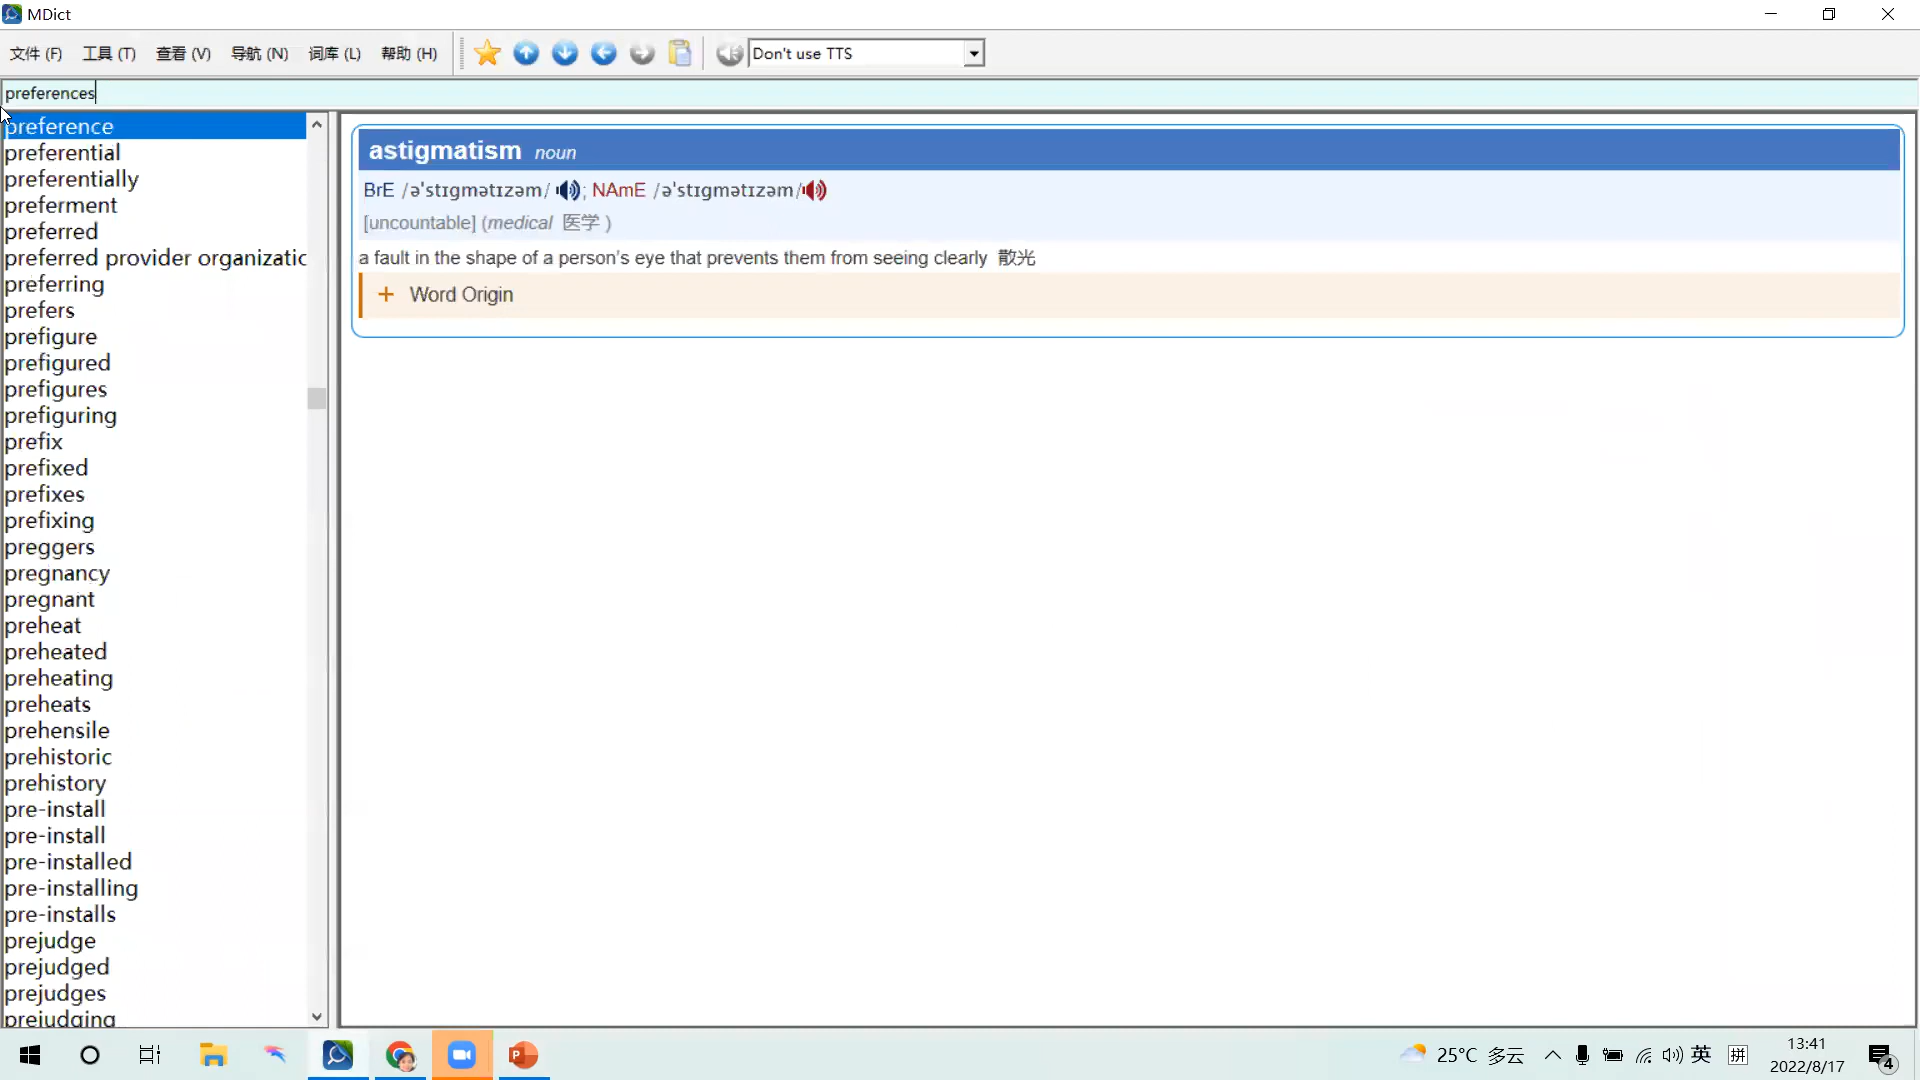 MDict
文件 (F) 工具 (T) 查看 (V) 导航 (N) 词库 (L) 帮助 (H) Don't use TTS
preferences
preference
preferential
preferentially
preferment
preferred
preferred provider organizatic
preferring
prefers
prefigure
prefigured
prefigures
prefiguring
prefix
prefixed
prefixes
prefixing
preggers
pregnancy
pregnant
preheat
preheated
preheating
preheats
prehensile
prehistoric
prehistory
pre-install
pre-install
pre-installed
pre-installing
pre-installs
prejudge
prejudged
prejudges
prejudging
astigmatism noun
BrE /əˈstɪɡmətɪzəm/ ; NAmE /əˈstɪɡmətɪzəm/
[uncountable] (medical 医学 )
a fault in the shape of a person’s eye that prevents them from seeing clearly 散光
+ Word Origin
25°C 多云 英 拼
13:41
2022/8/17
4